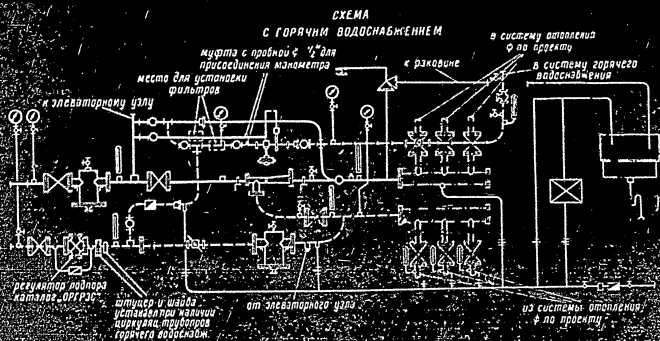 СХЕМА
С ГОРЯЧИМ ВОДОСНАБЖЕНИЕМ
в систему отопления
ф по проекту
муфта с пробкой ¢ ½" для
присоединения манометра
к раковине
в систему горячего
водоснабжения
место для установки
фильтров
к элеваторному узлу
регулятор подпора
каталог „ОРГРЭС"
штуцер и шайба
устанавл при наличии
циркуляц. трубопров
горячего водоснабж.
от элеваторного узла
из системы отопления
ф по проекту